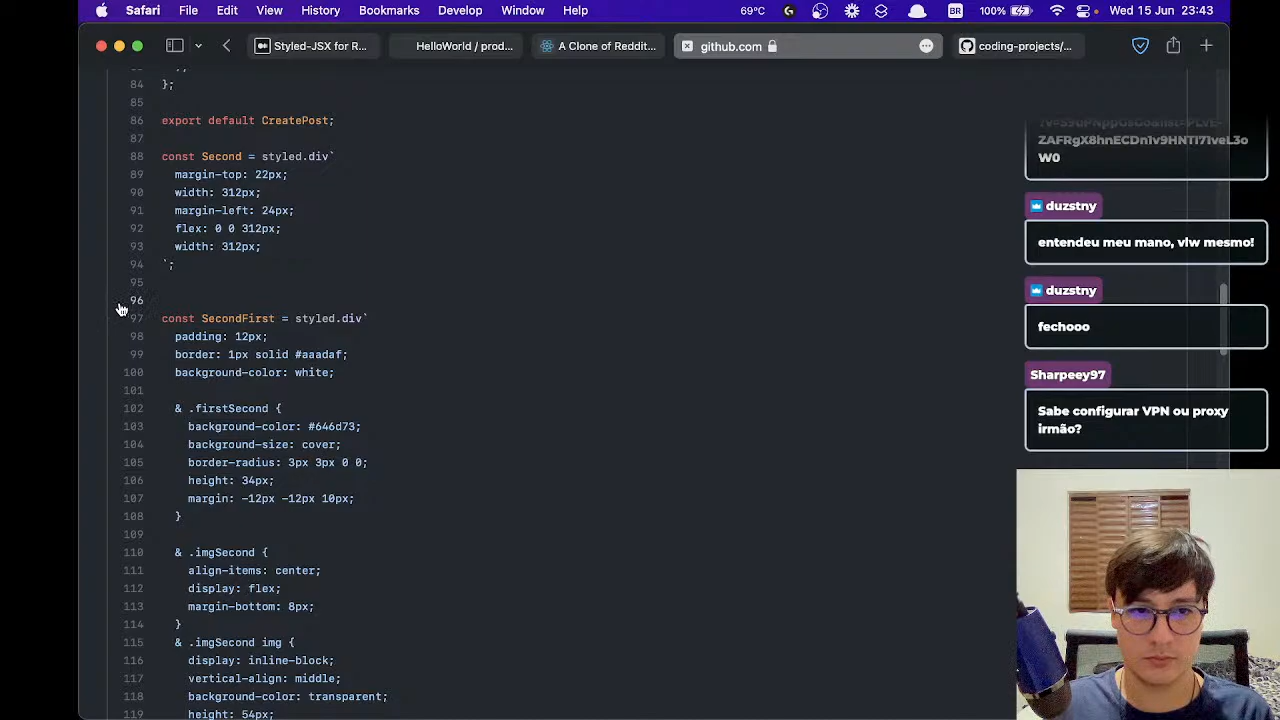 Safari File Edit View History Bookmarks Develop Window Help 69°C BR 100% Wed 15 Jun 23:43
Styled-JSX for R... HelloWorld / prod... A Clone of Reddit... github.com coding-projects/...
84 };
85
86 export default CreatePost;
87
88 const Second = styled.div`
89 margin-top: 22px;
90 width: 312px;
91 margin-left: 24px;
92 flex: 0 0 312px;
93 width: 312px;
94 `;
95
96
97 const SecondFirst = styled.div`
98 padding: 12px;
99 border: 1px solid #aaadaf;
100 background-color: white;
101
102 & .firstSecond {
103 background-color: #646d73;
104 background-size: cover;
105 border-radius: 3px 3px 0 0;
106 height: 34px;
107 margin: -12px -12px 10px;
108 }
109
110 & .imgSecond {
111 align-items: center;
112 display: flex;
113 margin-bottom: 8px;
114 }
115 & .imgSecond img {
116 display: inline-block;
117 vertical-align: middle;
118 background-color: transparent;
119 height: 54px;
W0
duzstny
entendeu meu mano, vlw mesmo!
duzstny
fechooo
Sharpeey97
Sabe configurar VPN ou proxy
irmão?